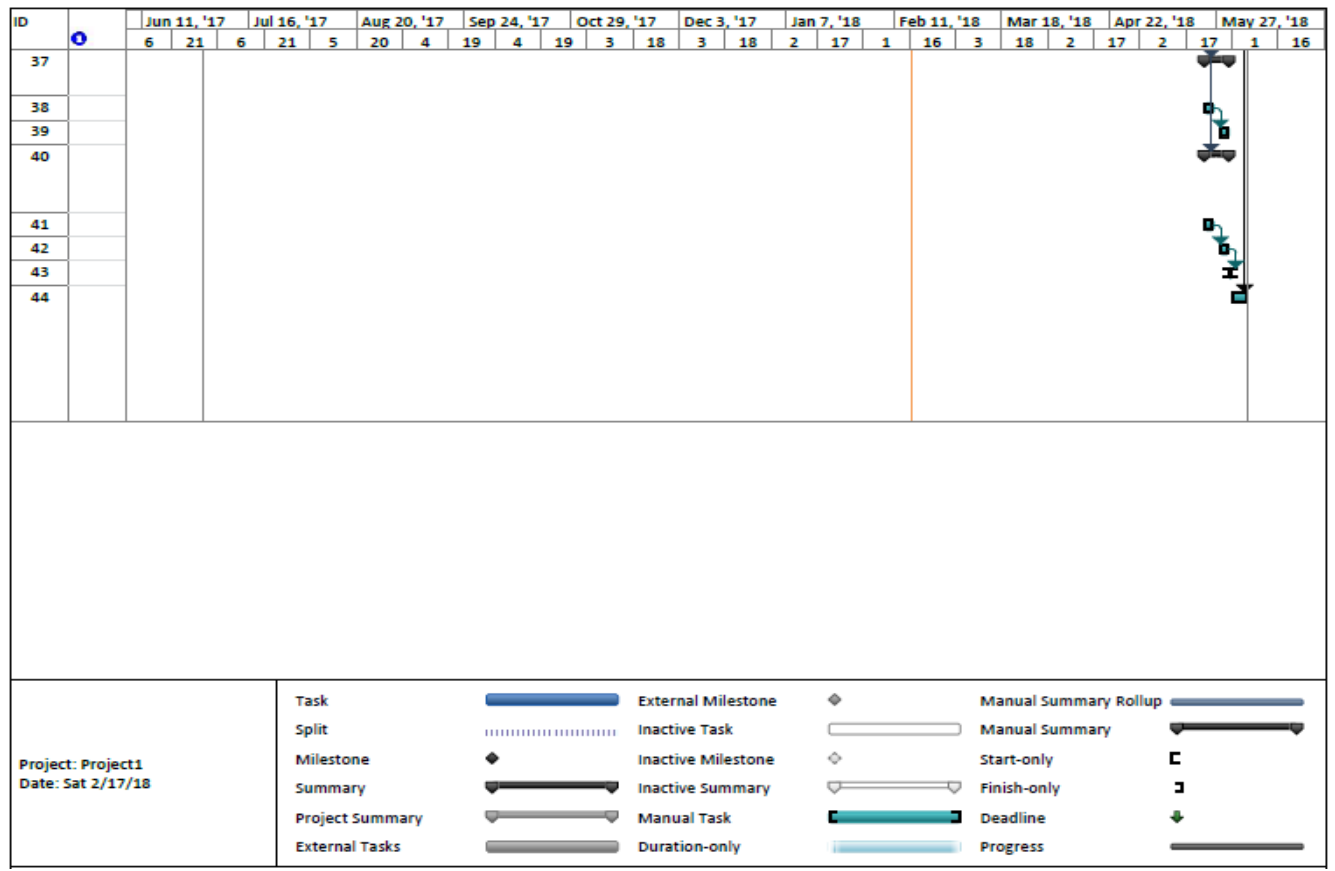 ID Jun 11, '17 Jul 16, '17 Aug 20, '17 Sep 24, '17 Oct 29, '17 Dec 3, '17 Jan 7, '18 Feb 11, '18 Mar 18, '18 Apr 22, '18 May 27, '18
6 21 6 21 5 20 4 19 4 19 3 18 3 18 2 17 1 16 3 18 2 17 2 17 1 16
37
38
39
40
41
42
43
44
Project: Project1
Date: Sat 2/17/18
Task External Milestone Manual Summary Rollup
Split Inactive Task Manual Summary
Milestone Inactive Milestone Start-only
Summary Inactive Summary Finish-only
Project Summary Manual Task Deadline
External Tasks Duration-only Progress